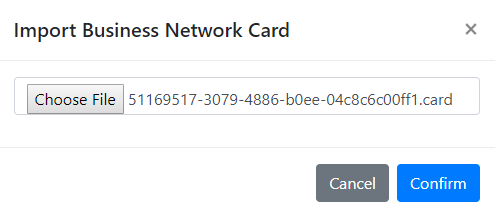 Import Business Network Card ×
Choose File 51169517-3079-4886-b0ee-04c8c6c00ff1.card
Cancel Confirm